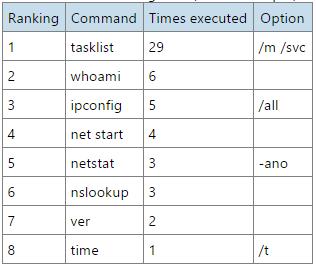 Ranking Command Times executed Option
1 tasklist 29 /m /svc
2 whoami 6
3 ipconfig 5 /all
4 net start 4
5 netstat 3 -ano
6 nslookup 3
7 ver 2
8 time 1 /t